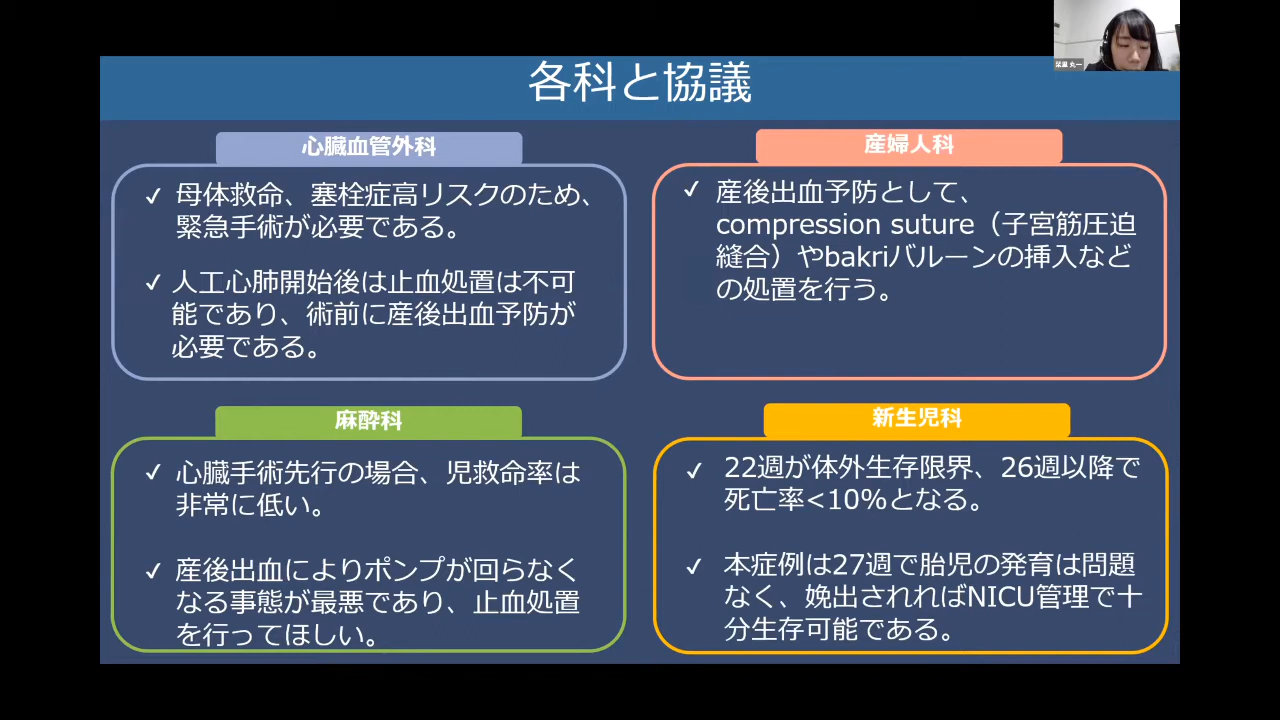 各科と協議
心臓血管外科
✓ 母体救命、塞栓症高リスクのため、
緊急手術が必要である。
✓ 人工心肺開始後は止血処置は不可
能であり、術前に産後出血予防が
必要である。
産婦人科
✓ 産後出血予防として、
compression suture（子宮筋圧迫
縫合）やbakriバルーンの挿入など
の処置を行う。
麻酔科
✓ 心臓手術先行の場合、児救命率は
非常に低い。
✓ 産後出血によりポンプが回らなく
なる事態が最悪であり、止血処置
を行ってほしい。
新生児科
✓ 22週が体外生存限界、26週以降で
死亡率<10%となる。
✓ 本症例は27週で胎児の発育は問題
なく、娩出されればNICU管理で十
分生存可能である。